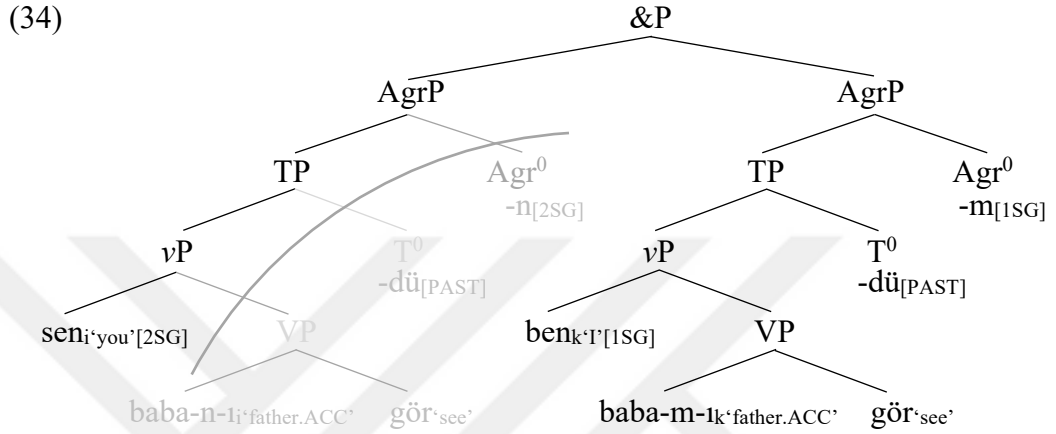 (34) &P
AgrP AgrP
TP Agr⁰ TP Agr⁰
-n[2SG] -m[1SG]
vP T⁰ vP T⁰
-dü[PAST] -dü[PAST]
senᵢ‘you’[2SG] VP benₖ‘I’[1SG] VP
baba-n-ıᵢ‘father.ACC’ gör‘see’ baba-m-ıₖ‘father.ACC’ gör‘see’